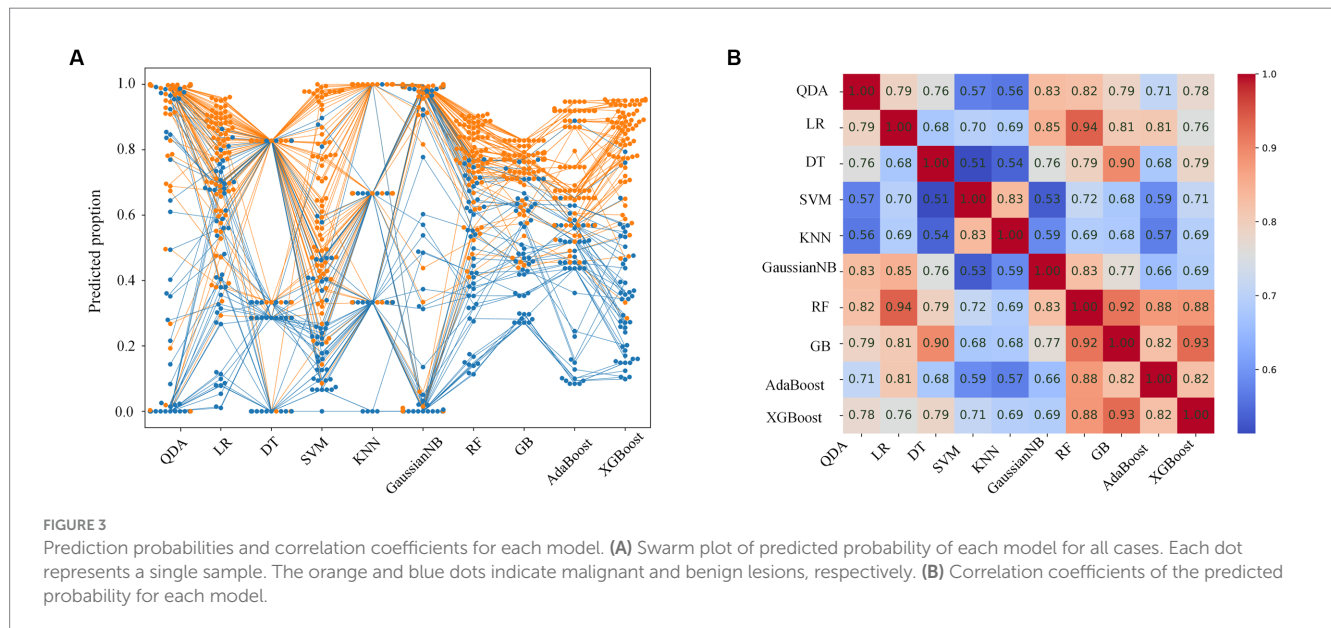 A
1.0
0.8
0.6
0.4
0.2
0.0
Predicted proption
QDA
LR
DT
SVM
KNN
GaussianNB
RF
GB
AdaBoost
XGBoost
B
QDA 1.00 0.79 0.76 0.57 0.56 0.83 0.82 0.79 0.71 0.78
LR 0.79 1.00 0.68 0.70 0.69 0.85 0.94 0.81 0.81 0.76
DT 0.76 0.68 1.00 0.51 0.54 0.76 0.79 0.90 0.68 0.79
SVM 0.57 0.70 0.51 1.00 0.83 0.53 0.72 0.68 0.59 0.71
KNN 0.56 0.69 0.54 0.83 1.00 0.59 0.69 0.68 0.57 0.69
GaussianNB 0.83 0.85 0.76 0.53 0.59 1.00 0.83 0.77 0.66 0.69
RF 0.82 0.94 0.79 0.72 0.69 0.83 1.00 0.92 0.88 0.88
GB 0.79 0.81 0.90 0.68 0.68 0.77 0.92 1.00 0.82 0.93
AdaBoost 0.71 0.81 0.68 0.59 0.57 0.66 0.88 0.82 1.00 0.82
XGBoost 0.78 0.76 0.79 0.71 0.69 0.69 0.88 0.93 0.82 1.00
QDA
LR
DT
SVM
KNN
GaussianNB
RF
GB
AdaBoost
XGBoost
1.0
0.9
0.8
0.7
0.6
FIGURE 3
Prediction probabilities and correlation coefficients for each model. (A) Swarm plot of predicted probability of each model for all cases. Each dot
represents a single sample. The orange and blue dots indicate malignant and benign lesions, respectively. (B) Correlation coefficients of the predicted
probability for each model.